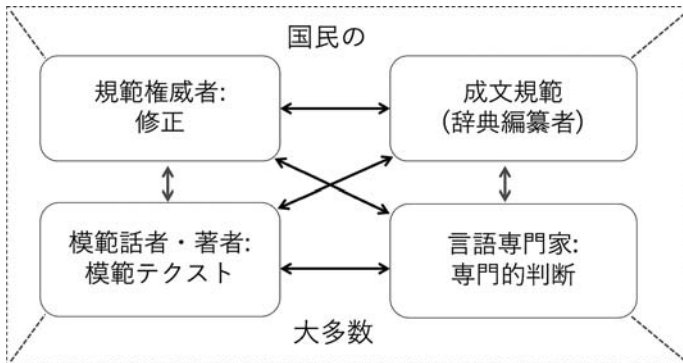 国民の
規範権威者:
修正
成文規範
(辞典編纂者)
模範話者・著者:
模範テクスト
言語専門家:
専門的判断
大多数